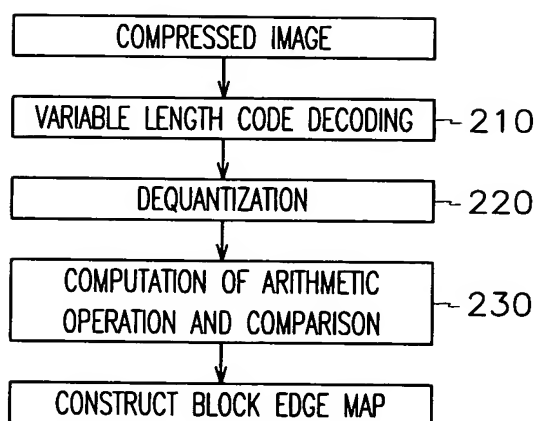 COMPRESSED IMAGE
VARIABLE LENGTH CODE DECODING 210
DEQUANTIZATION 220
COMPUTATION OF ARITHMETIC
OPERATION AND COMPARISON 230
CONSTRUCT BLOCK EDGE MAP